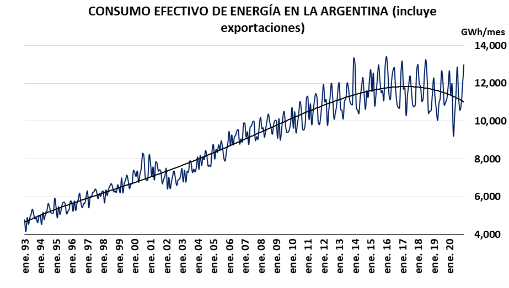 CONSUMO EFECTIVO DE ENERGÍA EN LA ARGENTINA (incluye
exportaciones)
GWh/mes
14,000
12,000
10,000
8,000
6,000
4,000
ene. 93
ene. 94
ene. 95
ene. 96
ene. 97
ene. 98
ene. 99
ene. 00
ene. 01
ene. 02
ene. 03
ene. 04
ene. 05
ene. 06
ene. 07
ene. 08
ene. 09
ene. 10
ene. 11
ene. 12
ene. 13
ene. 14
ene. 15
ene. 16
ene. 17
ene. 18
ene. 19
ene. 20